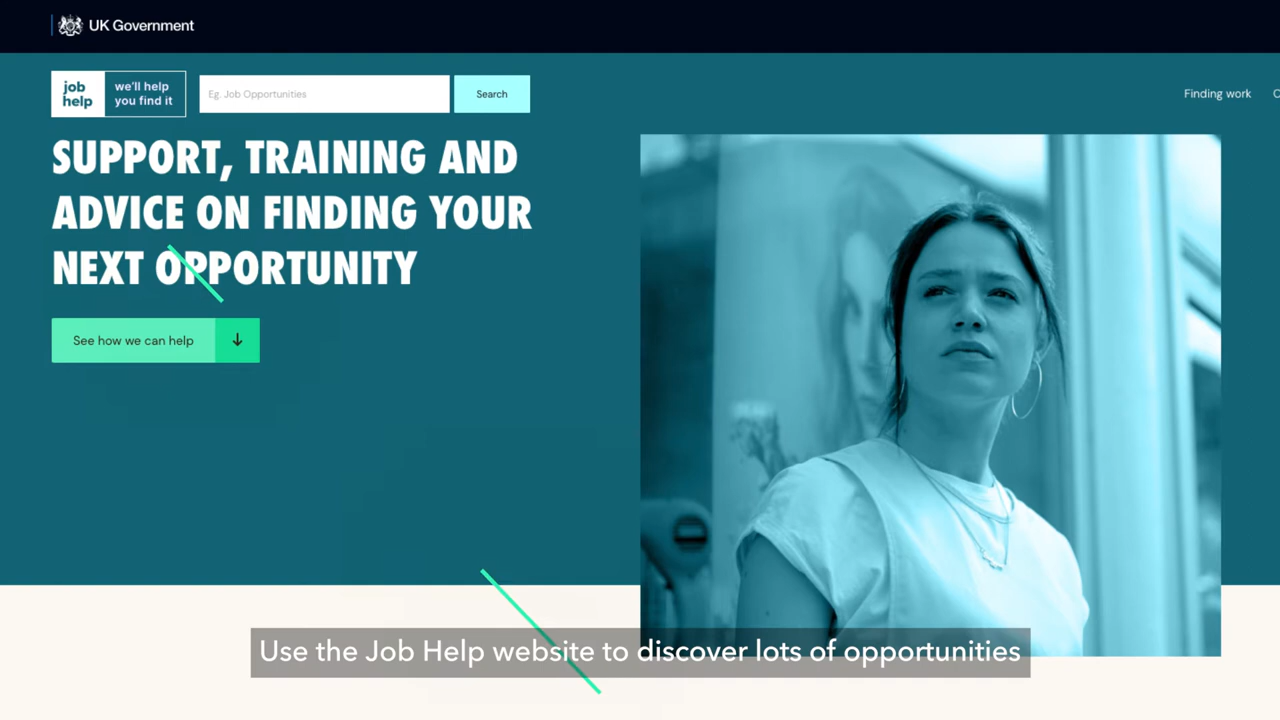 UK Government
job
help
we'll help
you find it
Eg. Job Opportunities
Search
Finding work
SUPPORT, TRAINING AND
ADVICE ON FINDING YOUR
NEXT OPPORTUNITY
See how we can help
Use the Job Help website to discover lots of opportunities